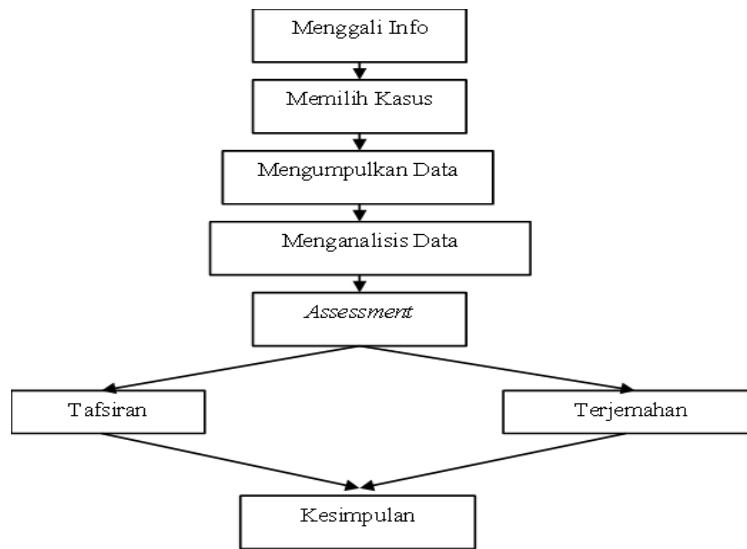 Menggali Info
Memilih Kasus
Mengumpulkan Data
Menganalisis Data
Assessment
Tafsiran
Terjemahan
Kesimpulan